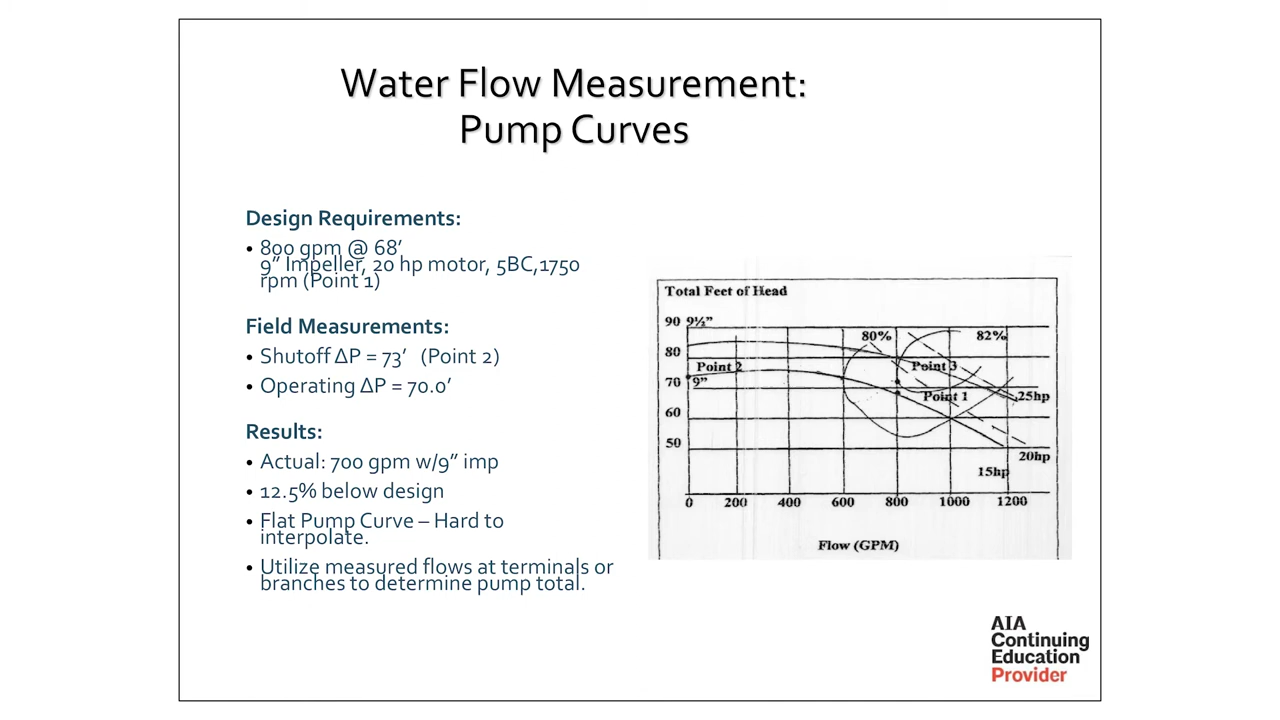 Water Flow Measurement:
Pump Curves
Design Requirements:
• 800 gpm @ 68’
9” Impeller, 20 hp motor, 5BC,1750
rpm (Point 1)
Field Measurements:
• Shutoff ΔP = 73’ (Point 2)
• Operating ΔP = 70.0’
Results:
• Actual: 700 gpm w/9” imp
• 12.5% below design
• Flat Pump Curve – Hard to
interpolate.
• Utilize measured flows at terminals or
branches to determine pump total.
Total Feet of Head
90 9½”
80% 82%
80
Point 2 Point 3
70 9”
Point 1 25hp
60
50
20hp
15hp
0 200 400 600 800 1000 1200
Flow (GPM)
AIA
Continuing
Education
Provider